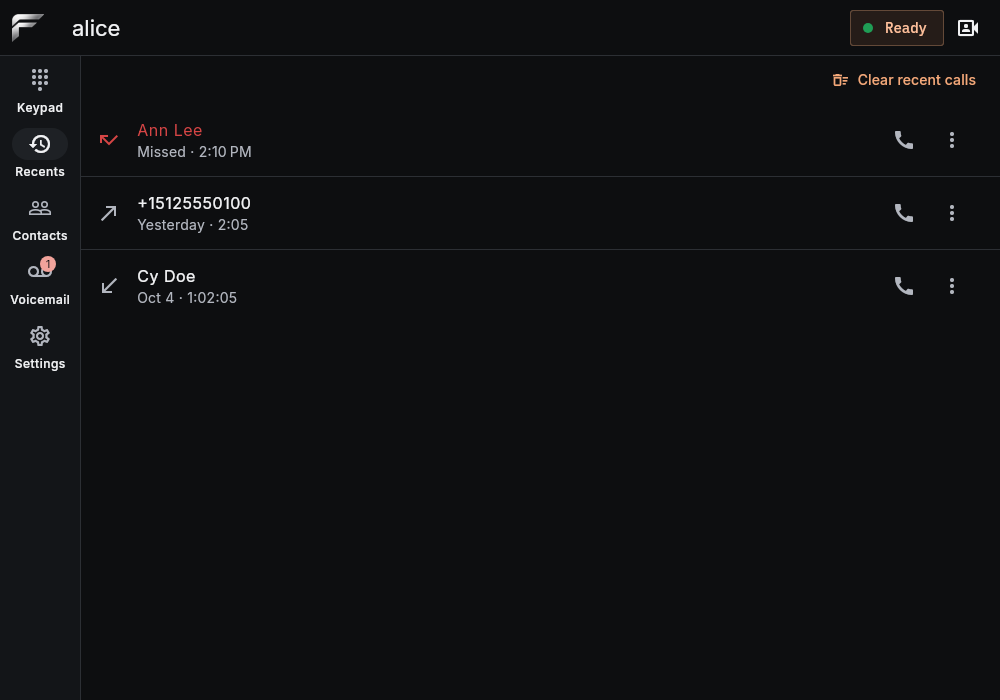 alice
Ready
Clear recent calls
Keypad
Recents
Contacts
1
Voicemail
Settings
Ann Lee
Missed · 2:10 PM
+15125550100
Yesterday · 2:05
Cy Doe
Oct 4 · 1:02:05